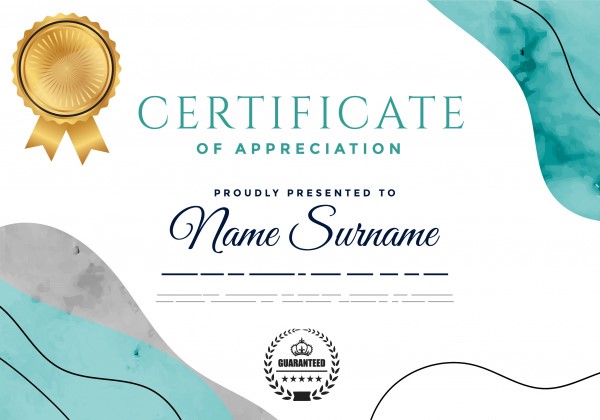 CERTIFICATE
OF APPRECIATION
PROUDLY PRESENTED TO
Name Surname
GUARANTEED